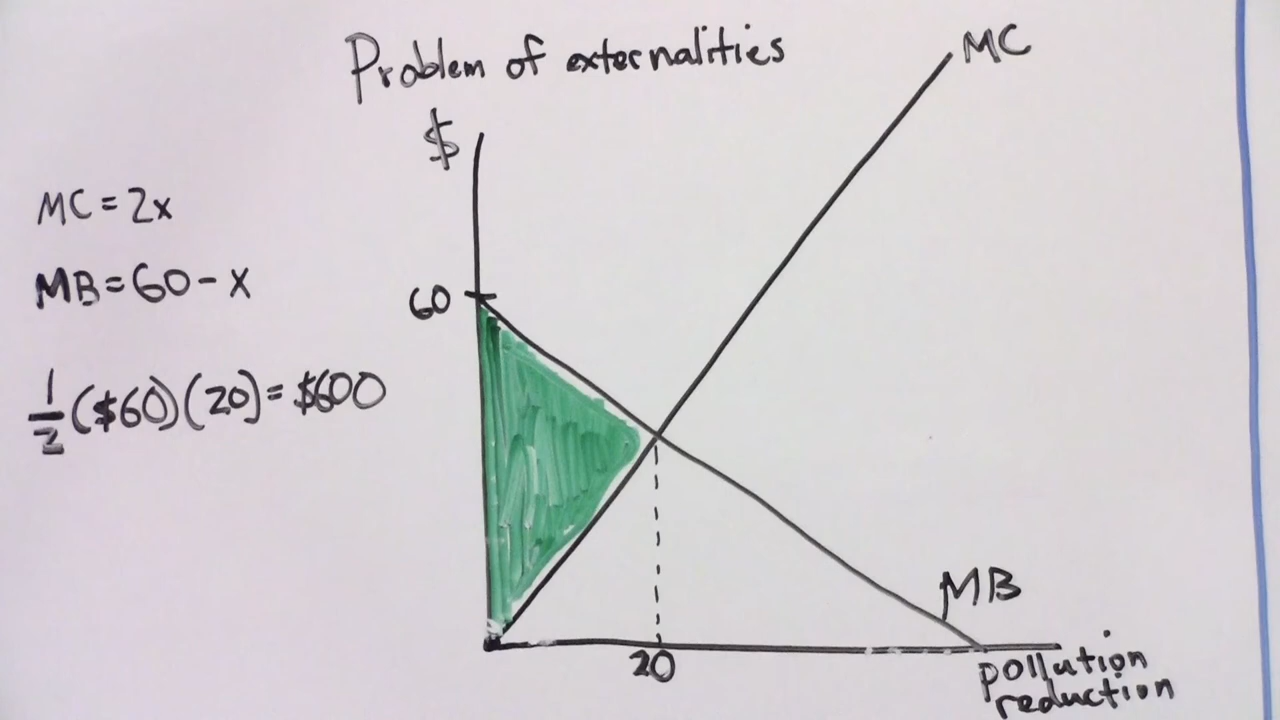 Problem of externalities
MC
$
MC = 2x
MB = 60 - x
60
1/2 ($60)(20) = $600
MB
20
pollution
reduction